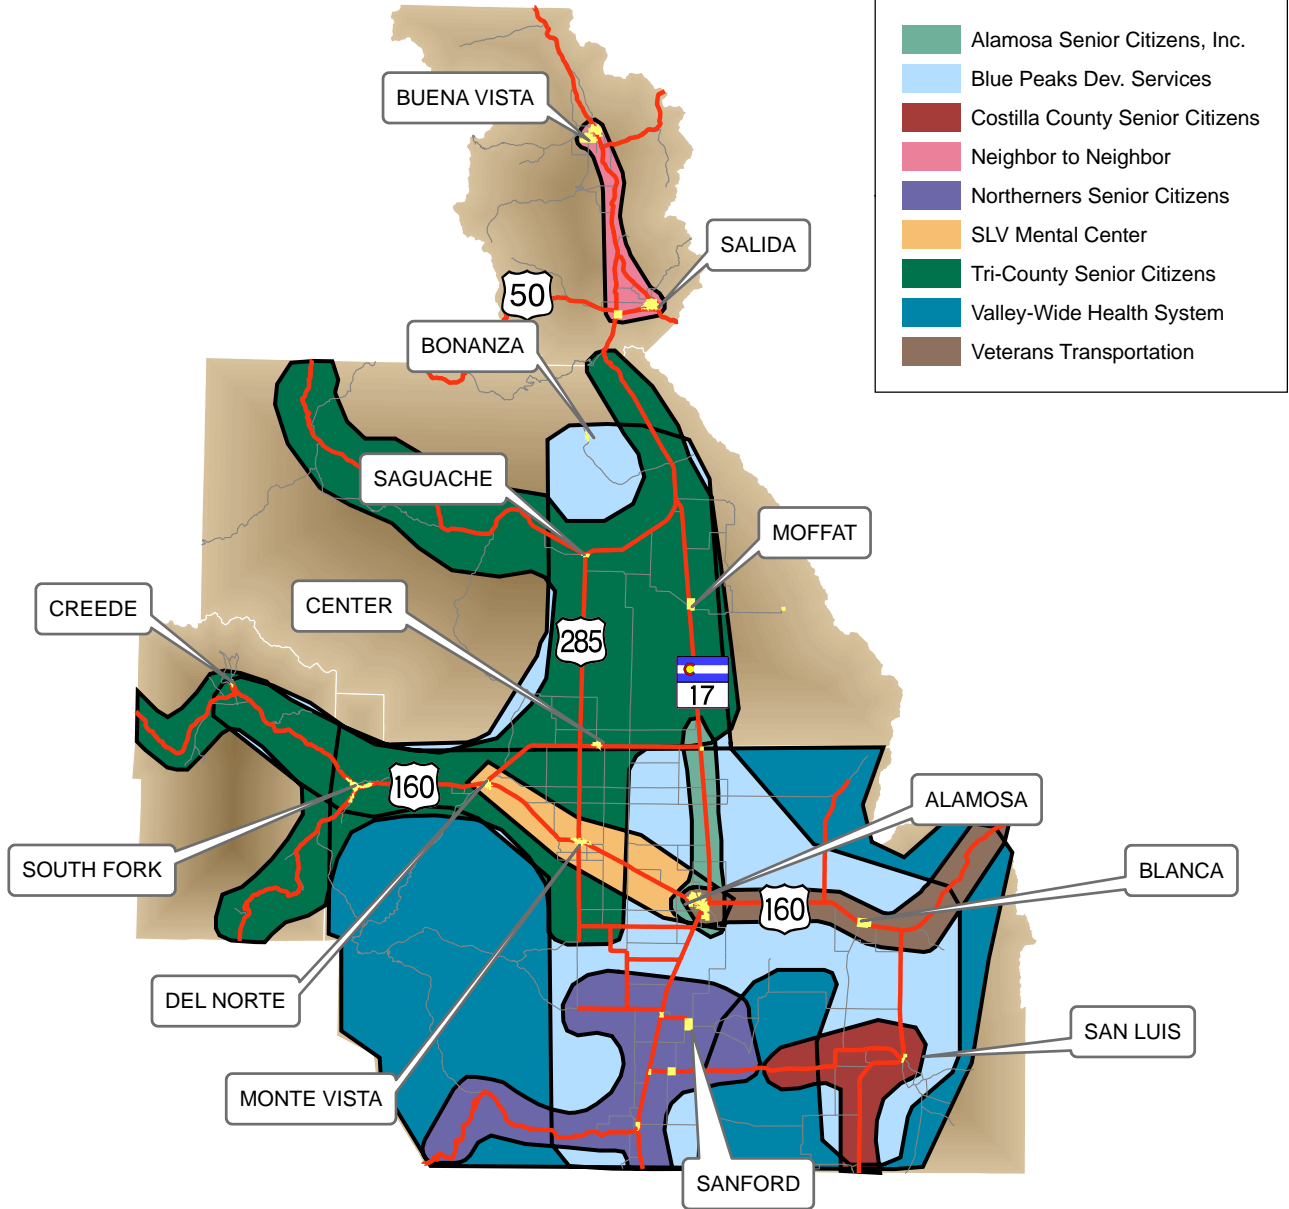 Alamosa Senior Citizens, Inc.
Blue Peaks Dev. Services
Costilla County Senior Citizens
Neighbor to Neighbor
Northerners Senior Citizens
SLV Mental Center
Tri-County Senior Citizens
Valley-Wide Health System
Veterans Transportation
BUENA VISTA
SALIDA
50
BONANZA
SAGUACHE
MOFFAT
CREEDE
CENTER
285
17
160
ALAMOSA
SOUTH FORK
BLANCA
160
DEL NORTE
SAN LUIS
MONTE VISTA
SANFORD